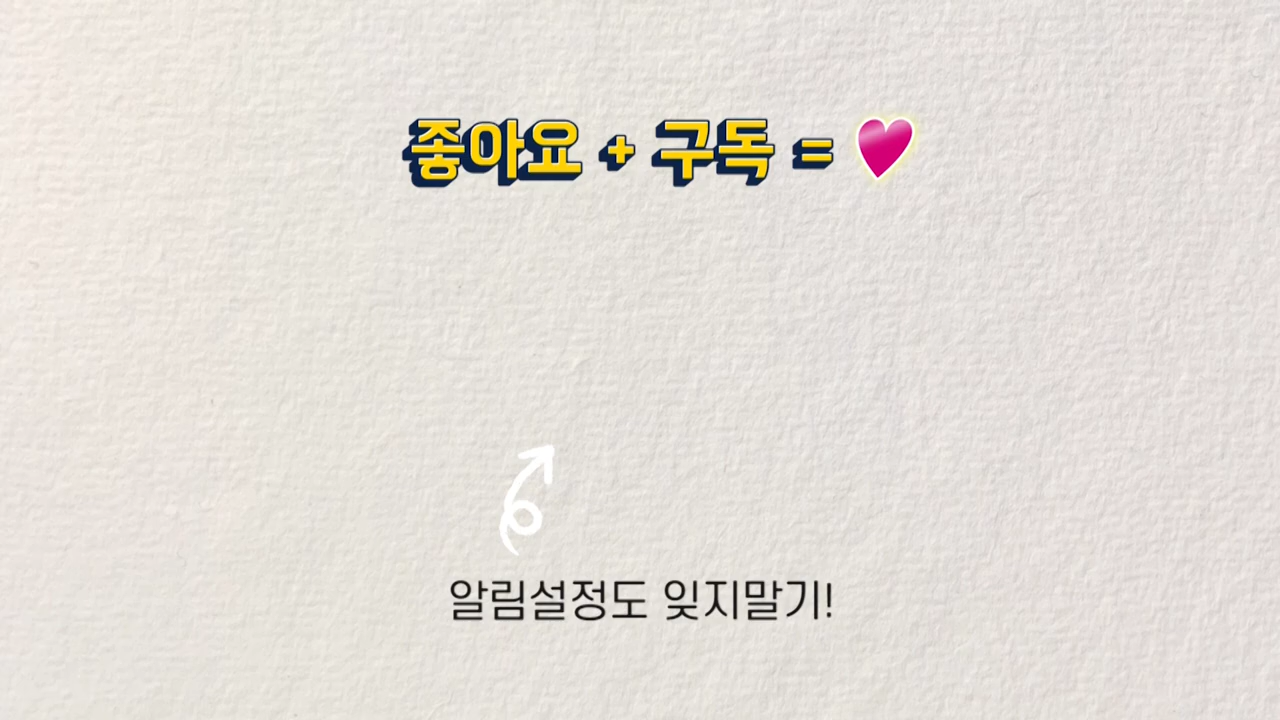 좋아요 + 구독 = ♥
알림설정도 잊지말기!